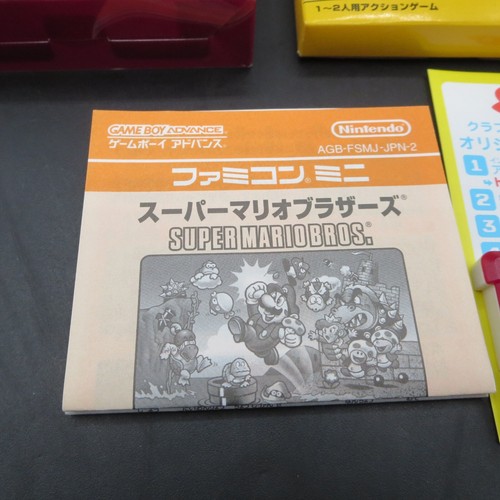 1～2人用アクションゲーム
GAME BOY ADVANCE
ゲームボーイ アドバンス®
Nintendo®
AGB-FSMJ-JPN-2
ファミコン®ミニ
スーパーマリオブラザーズ®
SUPER MARIO BROS.®
クラブ
オリジ
1
2
3